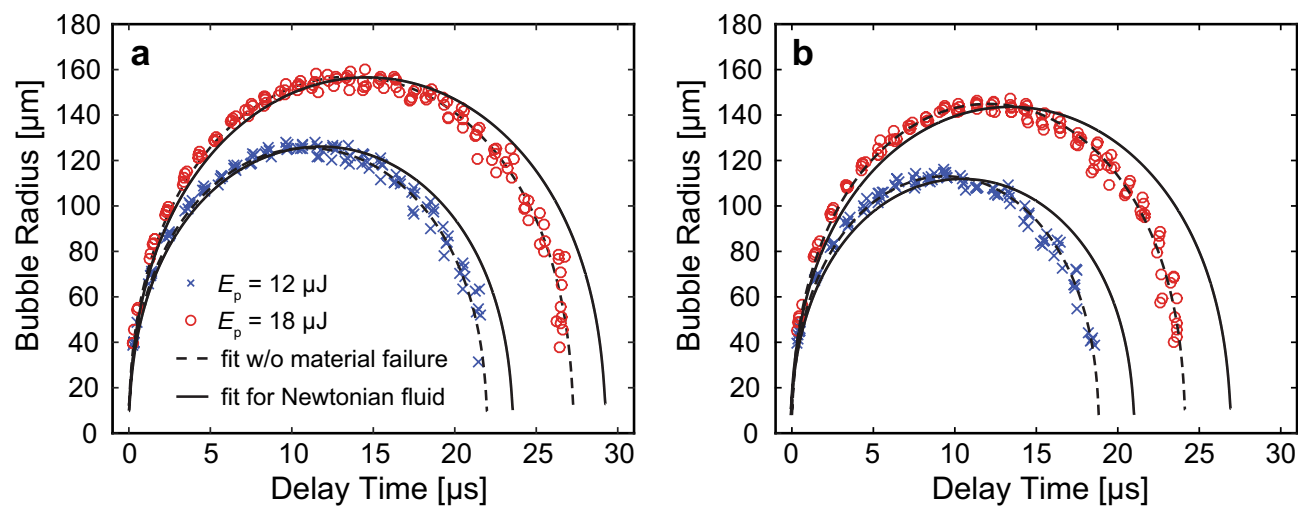 180
160
140
120
100
80
60
40
20
0
Bubble Radius [µm]
a
× Ep = 12 µJ
○ Ep = 18 µJ
fit w/o material failure
fit for Newtonian fluid
0 5 10 15 20 25 30
Delay Time [µs]
180
160
140
120
100
80
60
40
20
0
Bubble Radius [µm]
b
0 5 10 15 20 25 30
Delay Time [µs]